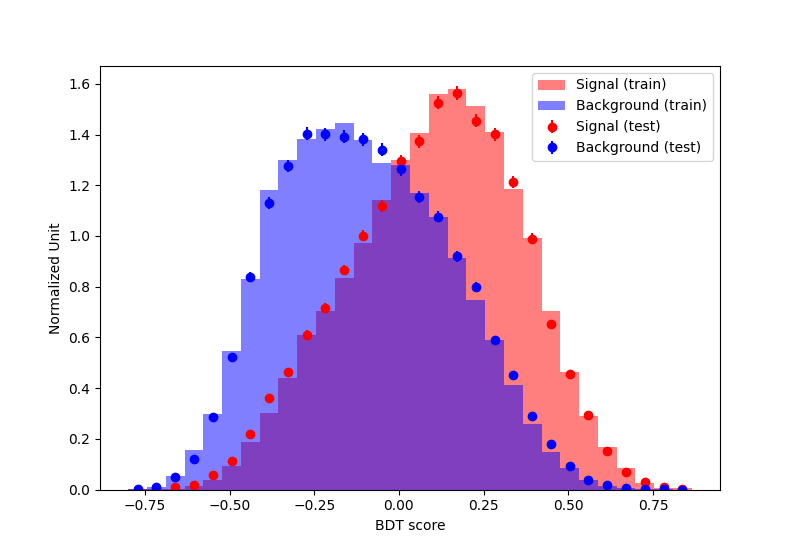 Signal (train)
Background (train)
Signal (test)
Background (test)
Normalized Unit
1.6
1.4
1.2
1.0
0.8
0.6
0.4
0.2
0.0
−0.75
−0.50
−0.25
0.00
0.25
0.50
0.75
BDT score